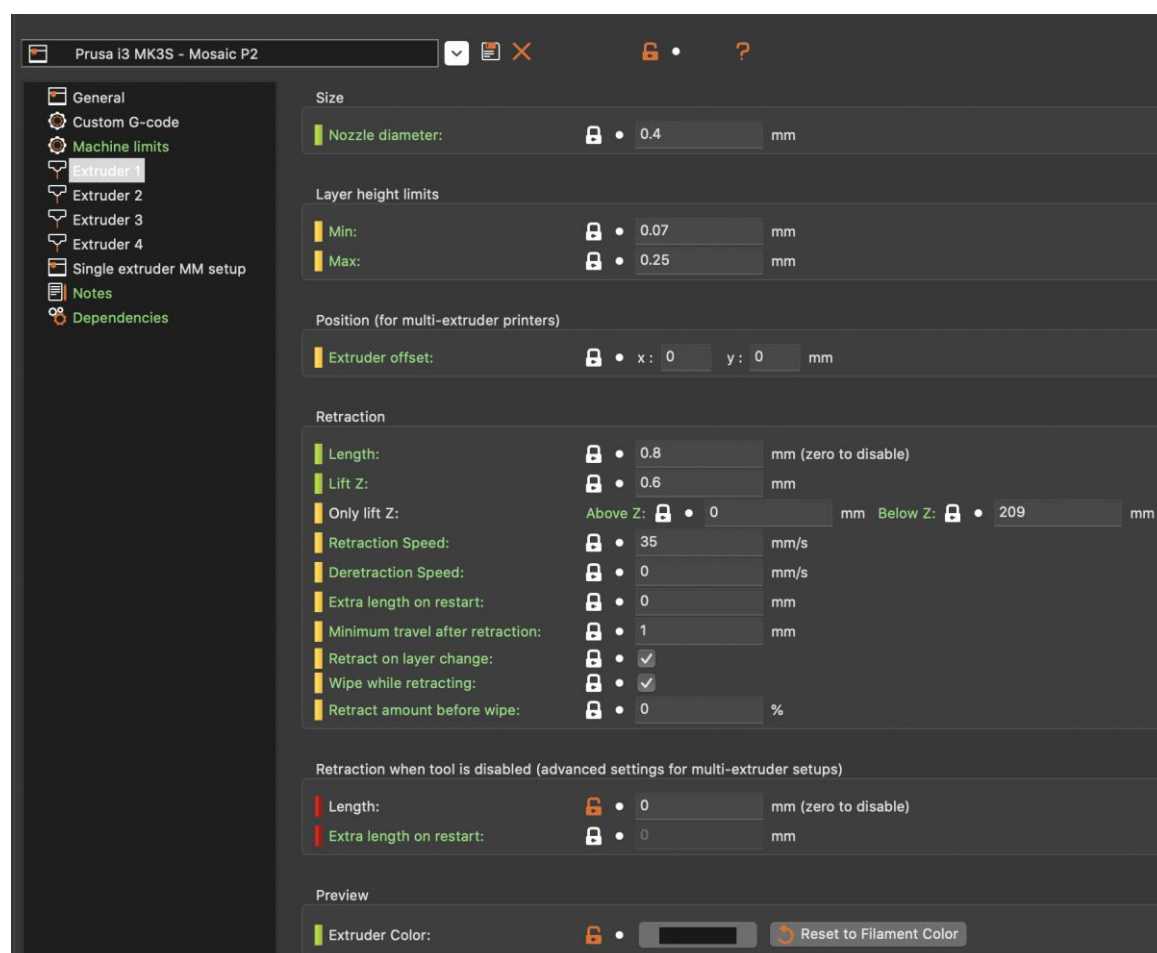 Prusa i3 MK3S - Mosaic P2 ?
General
Custom G-code
Machine limits
Extruder 1
Extruder 2
Extruder 3
Extruder 4
Single extruder MM setup
Notes
Dependencies
Size
Nozzle diameter: 0.4 mm
Layer height limits
Min: 0.07 mm
Max: 0.25 mm
Position (for multi-extruder printers)
Extruder offset: x : 0 y : 0 mm
Retraction
Length: 0.8 mm (zero to disable)
Lift Z: 0.6 mm
Only lift Z: Above Z: 0 mm Below Z: 209 mm
Retraction Speed: 35 mm/s
Deretraction Speed: 0 mm/s
Extra length on restart: 0 mm
Minimum travel after retraction: 1 mm
Retract on layer change:
Wipe while retracting:
Retract amount before wipe: 0 %
Retraction when tool is disabled (advanced settings for multi-extruder setups)
Length: 0 mm (zero to disable)
Extra length on restart: 0 mm
Preview
Extruder Color: Reset to Filament Color